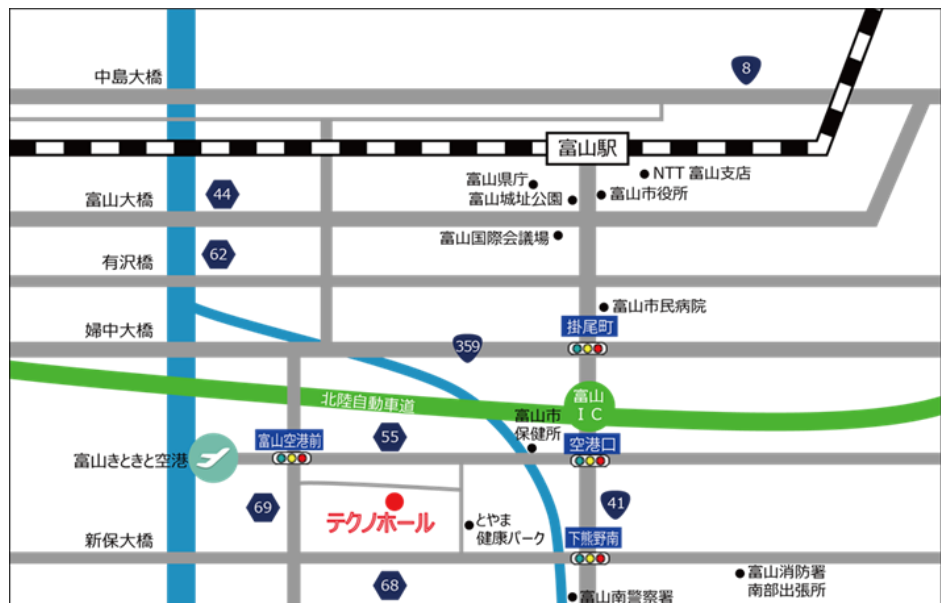 8
中島大橋
富山駅
NTT 富山支店
富山県庁
44
富山大橋
富山城址公園
富山市役所
富山国際会議場
62
有沢橋
富山市民病院
掛尾町
婦中大橋
359
北陸自動車道
富山
IC
富山市
保健所
55
富山空港前
空港口
富山きときと空港
69
テクノホール
41
とやま
健康パーク
新保大橋
下熊野南
68
富山消防署
南部出張所
富山南警察署